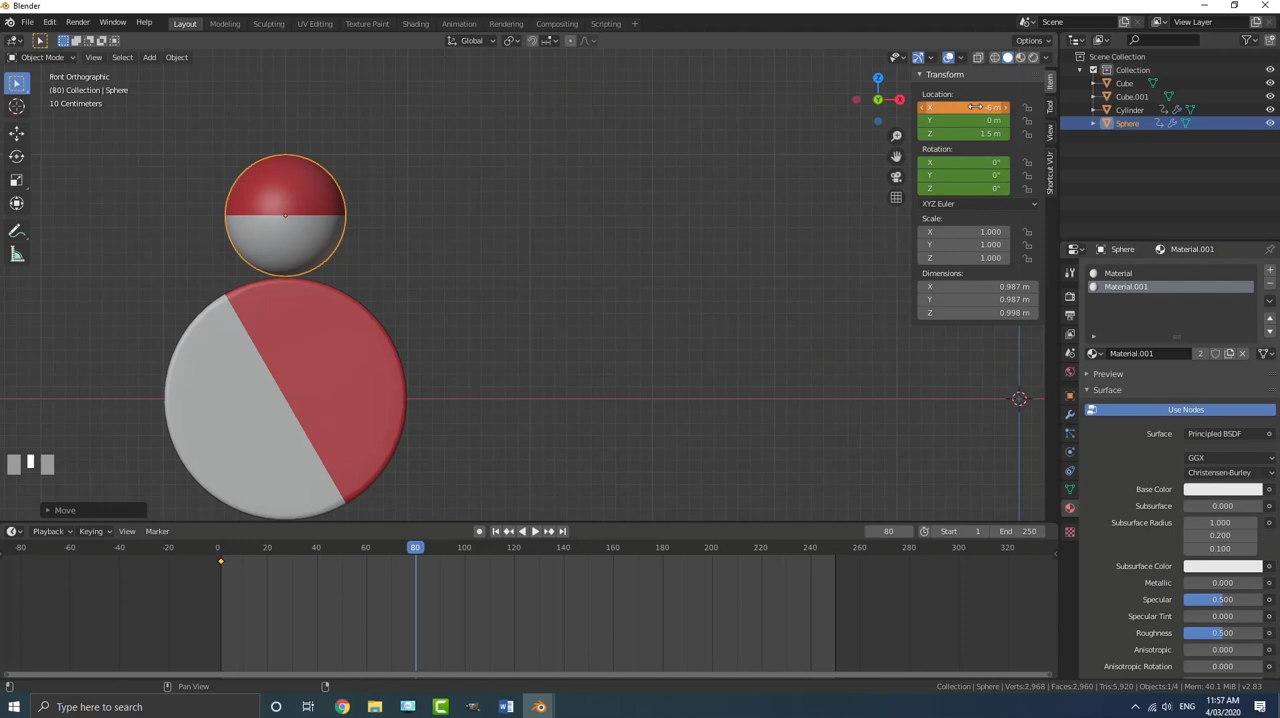 Blender
File Edit Render Window Help Layout Modeling Sculpting UV Editing Texture Paint Shading Animation Rendering Compositing Scripting + Scene View Layer
Global Options
Object Mode View Select Add Object
Front Orthographic
(80) Collection | Sphere
10 Centimeters
Z
X
Y
Transform
Location:
X -6 m
Y 0 m
Z 1.5 m
Rotation:
X 0°
Y 0°
Z 0°
XYZ Euler
Scale:
X 1.000
Y 1.000
Z 1.000
Dimensions:
X 0.987 m
Y 0.987 m
Z 0.998 m
Item
Tool
View
Shortcut VUr
Scene Collection
Collection
Cube
Cube.001
Cylinder
Sphere
Sphere Material.001
Material
Material.001
Material.001 2
Preview
Surface
Use Nodes
Surface Principled BSDF
GGX
Christensen-Burley
Base Color
Subsurface 0.000
Subsurface Radius 1.000
0.200
0.100
Subsurface Color
Metallic 0.000
Specular 0.500
Specular Tint 0.000
Roughness 0.500
Anisotropic 0.000
Anisotropic Rotation 0.000
Move
Playback Keying View Marker 80 Start 1 End 250
-80 -60 -40 -20 0 20 40 60 80 100 120 140 160 180 200 220 240 260 280 300 320
Pan View
Collection | Sphere | Verts:2,968 | Faces:2,960 | Tris:5,920 | Objects:1/4 | Mem: 40.1 MiB | v2.83
Type here to search
11:57 AM
4/03/2020